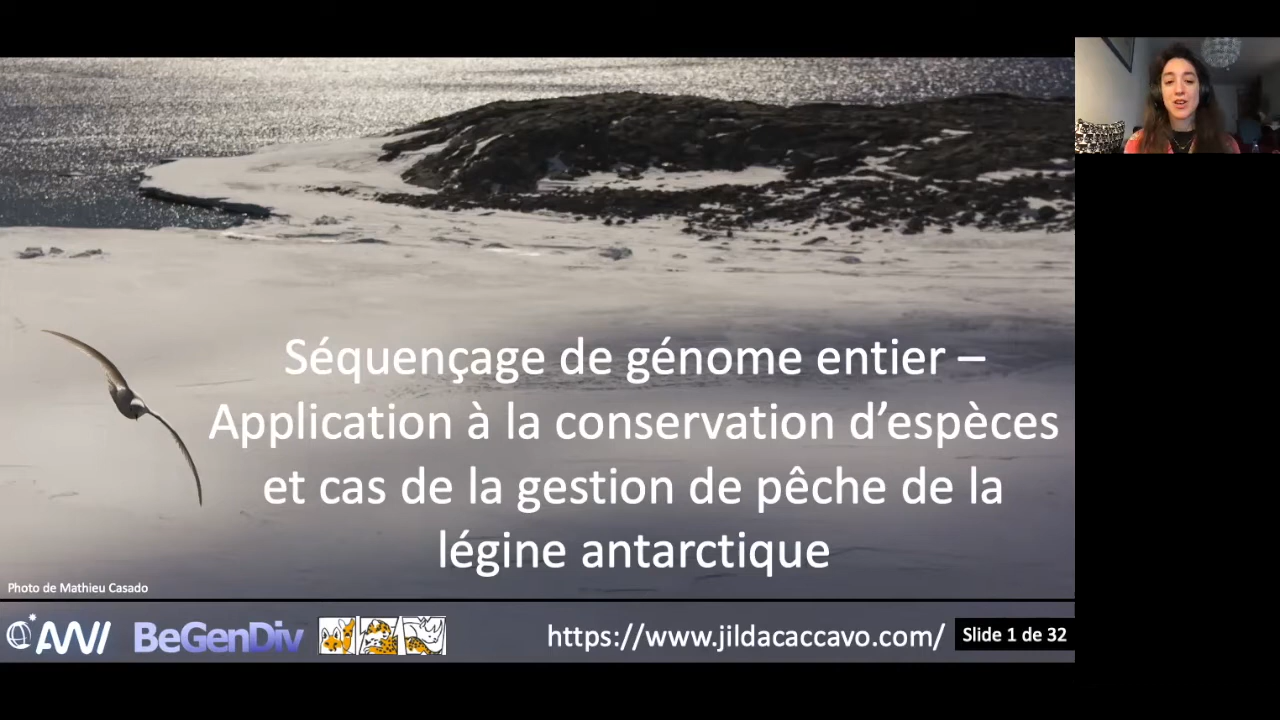 Séquençage de génome entier –
Application à la conservation d'espèces
et cas de la gestion de pêche de la
légine antarctique
Photo de Mathieu Casado
AWI BeGenDiv https://www.jildacaccavo.com/ Slide 1 de 32